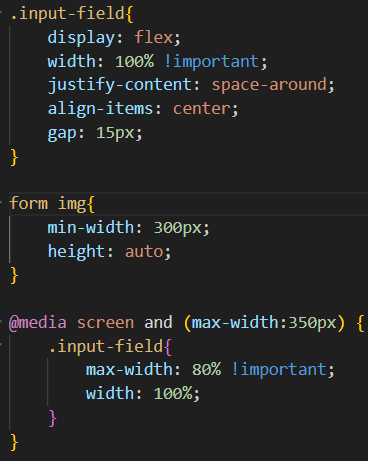 .input-field{
display: flex;
width: 100% !important;
justify-content: space-around;
align-items: center;
gap: 15px;
}
form img{
min-width: 300px;
height: auto;
}
@media screen and (max-width:350px) {
.input-field{
max-width: 80% !important;
width: 100%;
}
}